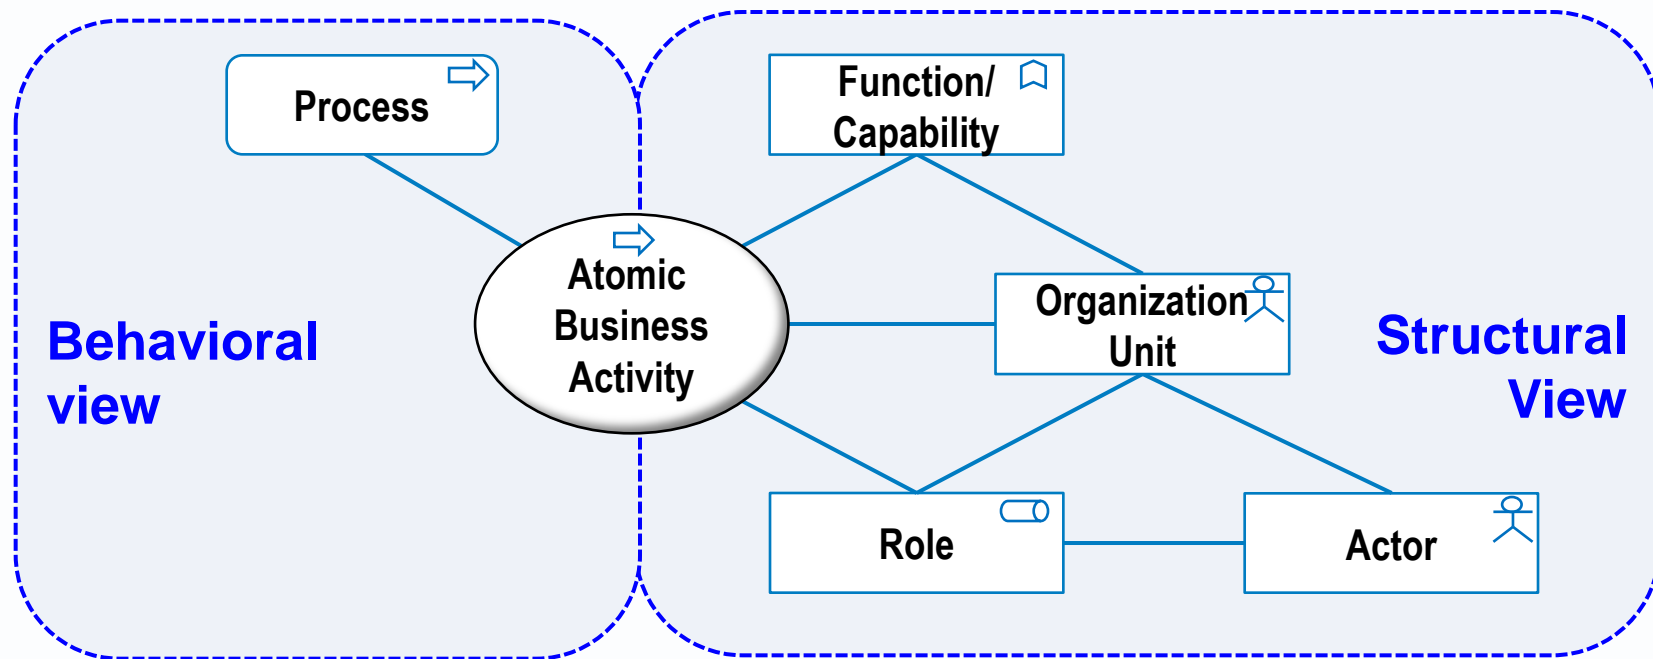 Process
Function/
Capability
Atomic
Business
Activity
Organization
Unit
Behavioral
view
Structural
View
Role
Actor